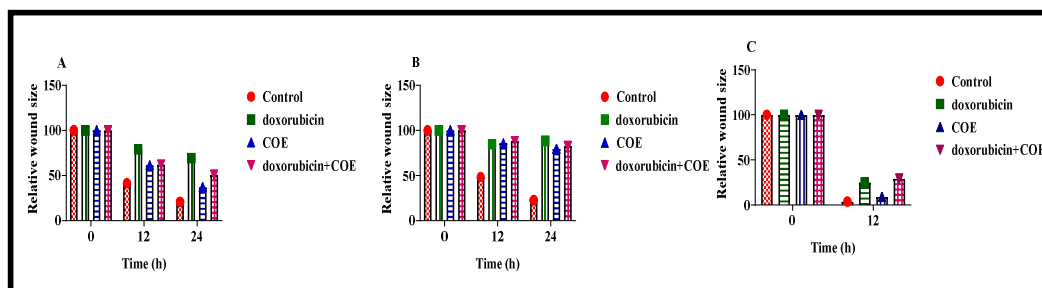 A
Relative wound size
150
100
50
0
0 12 24
Time (h)
Control
doxorubicin
COE
doxorubicin+COE
B
Relative wound size
150
100
50
0
0 12 24
Time (h)
Control
doxorubicin
COE
doxorubicin+COE
C
Relative wound size
150
100
50
0
0 12
Time (h)
Control
doxorubicin
COE
doxorubicin+COE